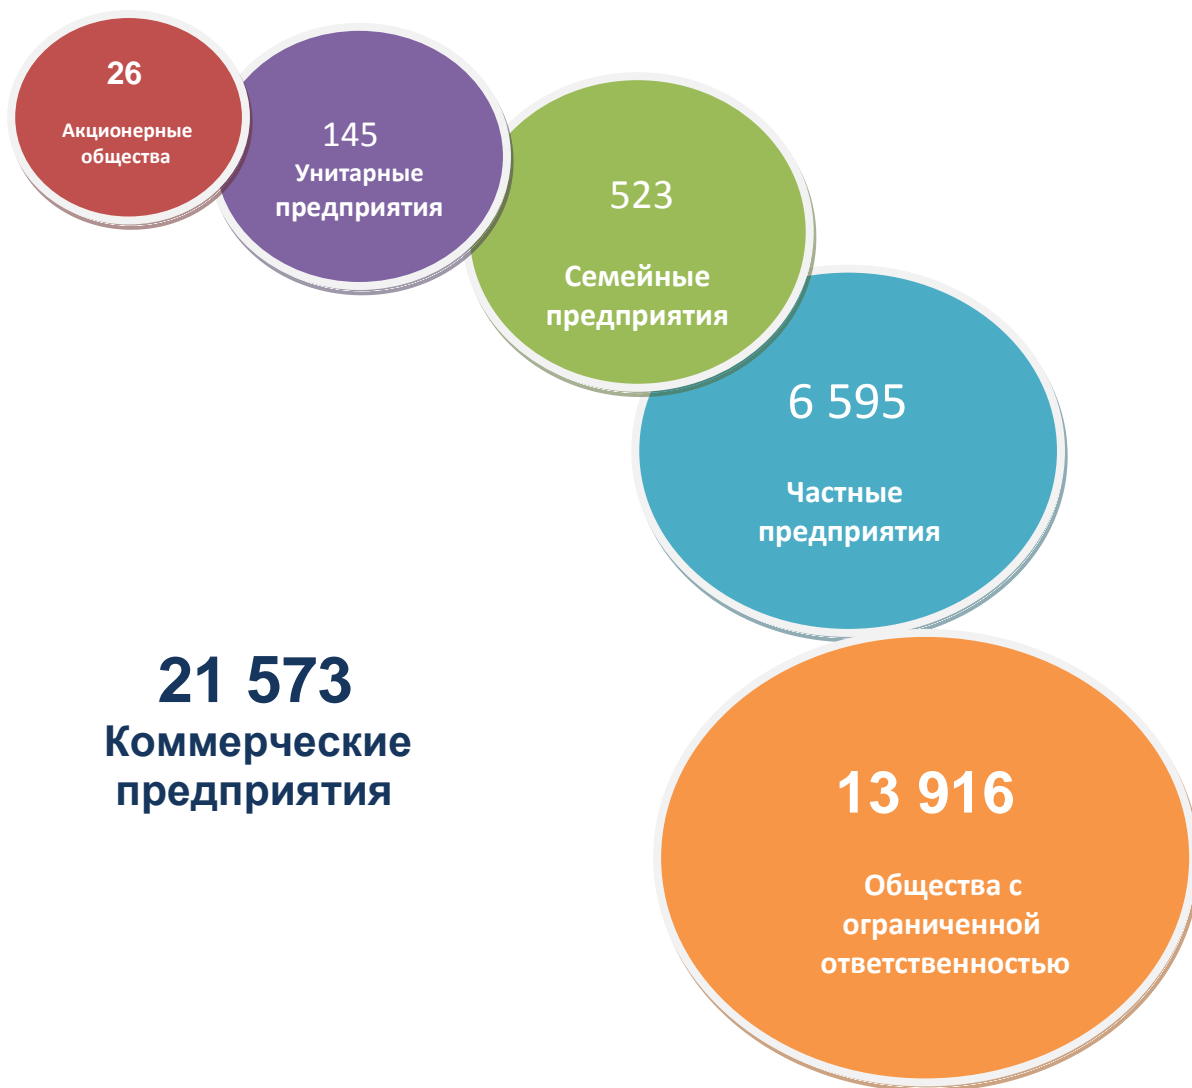 26
Акционерные
общества
145
Унитарные
предприятия
523
Семейные
предприятия
6 595
Частные
предприятия
21 573
Коммерческие
предприятия
13 916
Общества с
ограниченной
ответственностью